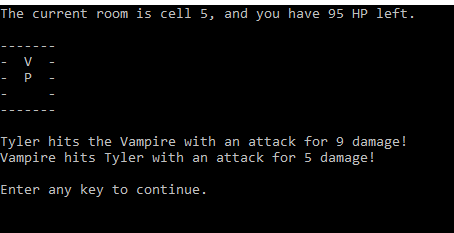 The current room is cell 5, and you have 95 HP left.
-------
-  V  -
-  P  -
-     -
-------
Tyler hits the Vampire with an attack for 9 damage!
Vampire hits Tyler with an attack for 5 damage!
Enter any key to continue.